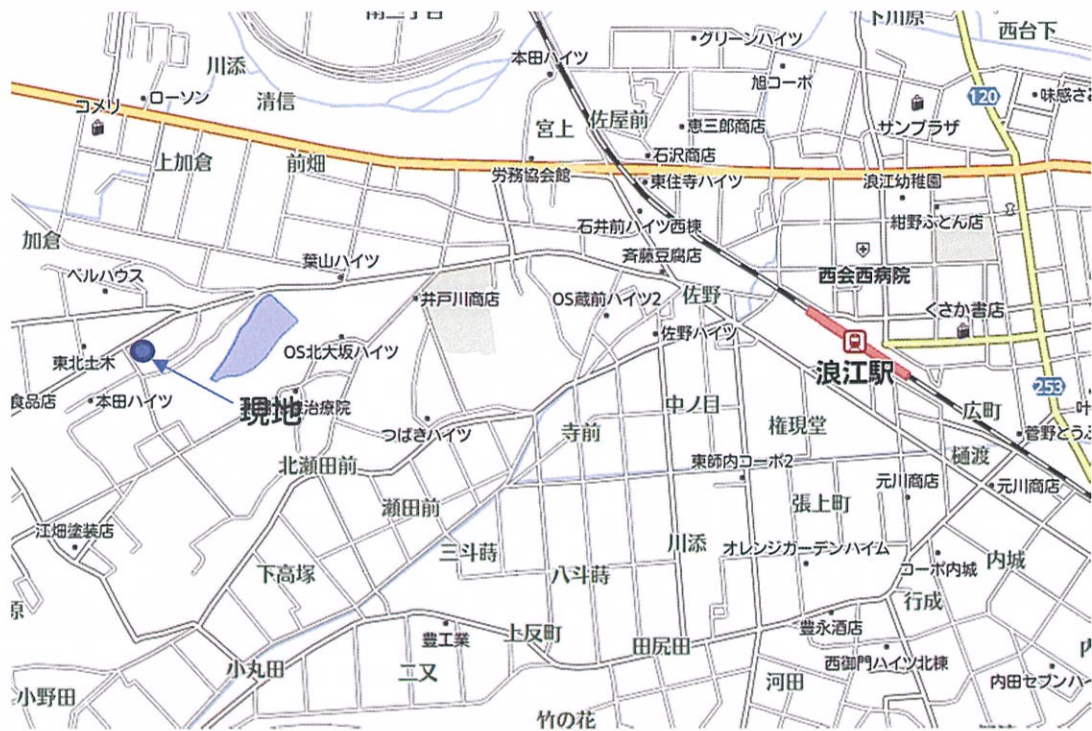 下川原
西台下
グリーンハイツ
本田ハイツ
川添
旭コーポ
ローソン
清信
コメリ
120
味感さ
宮上
佐屋前
恵三郎商店
サンプラザ
上加倉
前畑
石沢商店
労務協会館
東住寺ハイツ
浪江幼稚園
石井前ハイツ西棟
紺野ふとん店
加倉
葉山ハイツ
斉藤豆腐店
西会西病院
ベルハウス
井戸川商店
OS蔵前ハイツ2
佐野
くさか書店
佐野ハイツ
東北土木
OS北大坂ハイツ
浪江駅
253
食品店
本田ハイツ
現地
治療院
中ノ目
広町
つばきハイツ
寺前
権現堂
菅野とうふ
北瀬田前
東師内コーポ2
樋渡
瀬田前
元川商店
元川商店
張上町
江畑塗装店
三斗蒔
川添
オレンジガーデンハイム
下高塚
八斗蒔
コーポ内城
内城
原
行成
豊工業
上反町
田尻田
豊永酒店
小丸田
二又
西御門ハイツ北棟
小野田
河田
内田セブンハ
竹の花